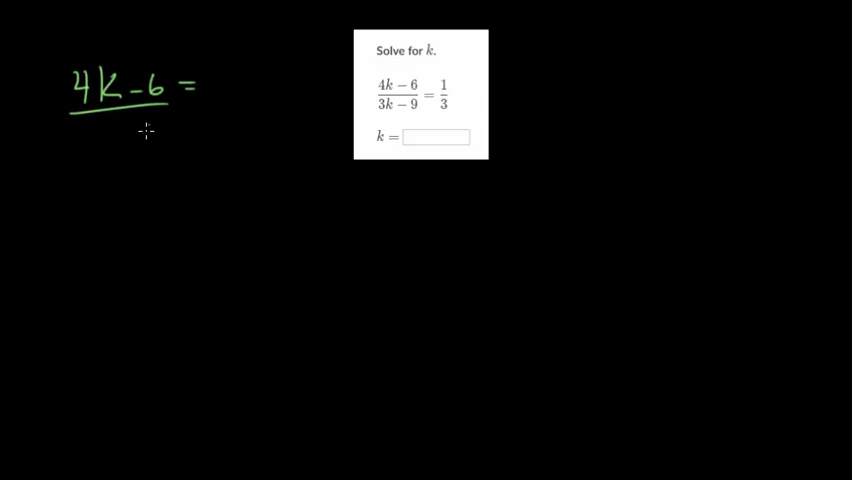 4k - 6 =
Solve for k.
4k − 6
3k − 9
=
1
3
k =